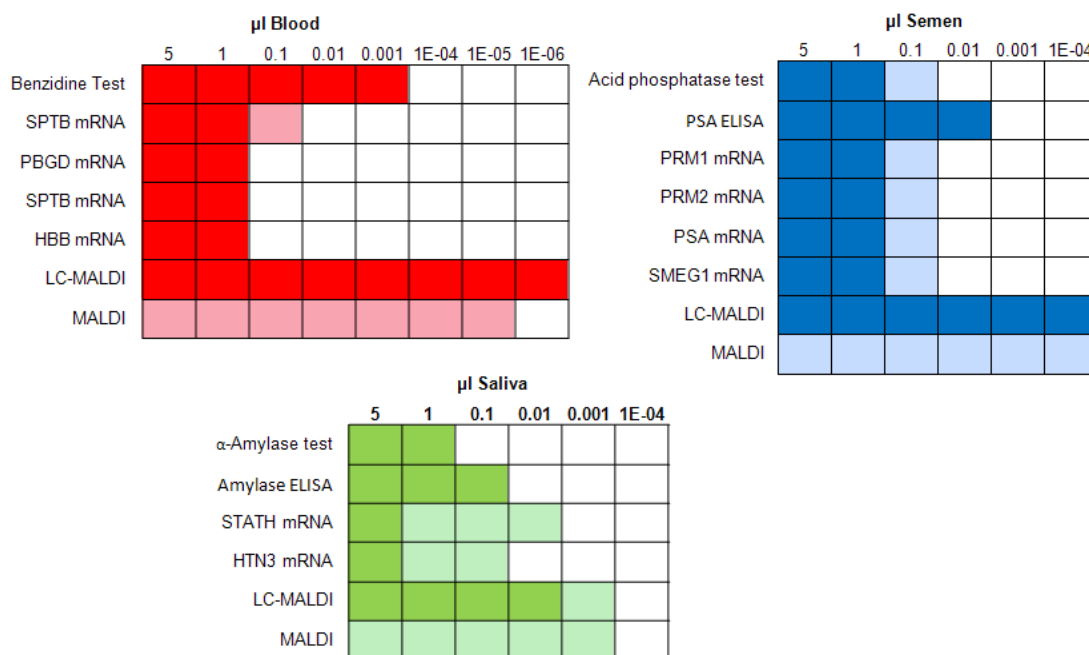 µl Blood
5 1 0.1 0.01 0.001 1E-04 1E-05 1E-06
Benzidine Test
SPTB mRNA
PBGD mRNA
SPTB mRNA
HBB mRNA
LC-MALDI
MALDI
µl Semen
5 1 0.1 0.01 0.001 1E-04
Acid phosphatase test
PSA ELISA
PRM1 mRNA
PRM2 mRNA
PSA mRNA
SMEG1 mRNA
LC-MALDI
MALDI
µl Saliva
5 1 0.1 0.01 0.001 1E-04
α-Amylase test
Amylase ELISA
STATH mRNA
HTN3 mRNA
LC-MALDI
MALDI